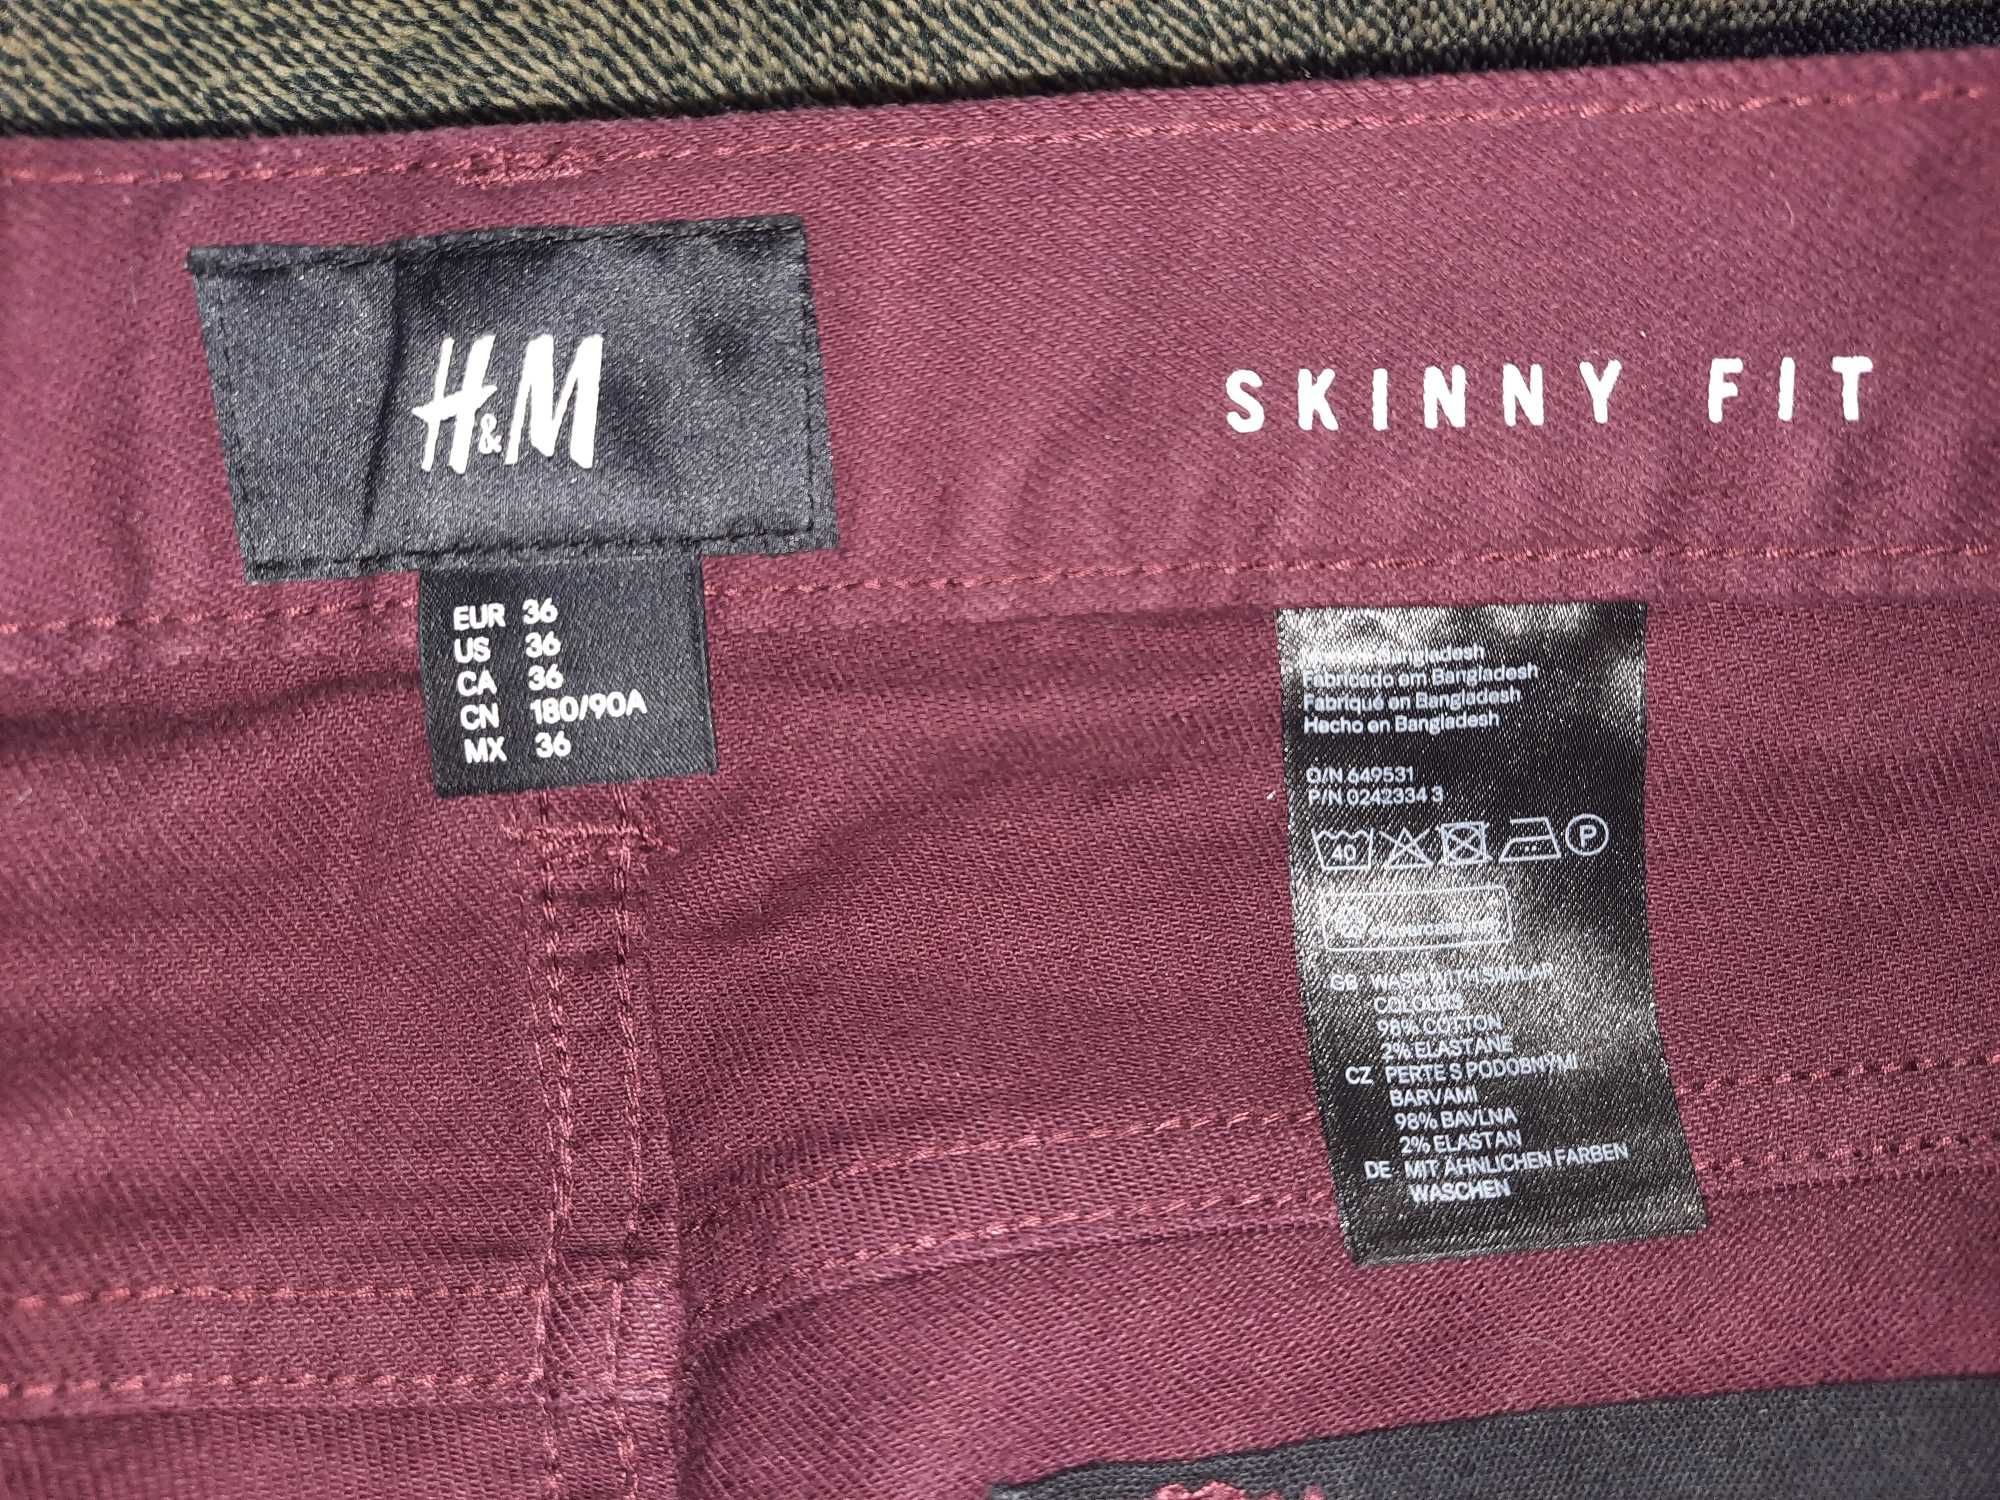 H&M
SKINNY FIT
EUR 36
US 36
CA 36
CN 180/90A
MX 36
Bangladesh
Fabricado em Bangladesh
Fabriqué en Bangladesh
Hecho en Bangladesh
O/N 649531
P/N 0242334 3
40 P
GB WASH WITH SIMILAR
COLOURS
98% COTTON
2% ELASTANE
CZ PERTE S PODOBNÝMI
BARVAMI
98% BAVLNA
2% ELASTAN
DE MIT ÄHNLICHEN FARBEN
WASCHEN